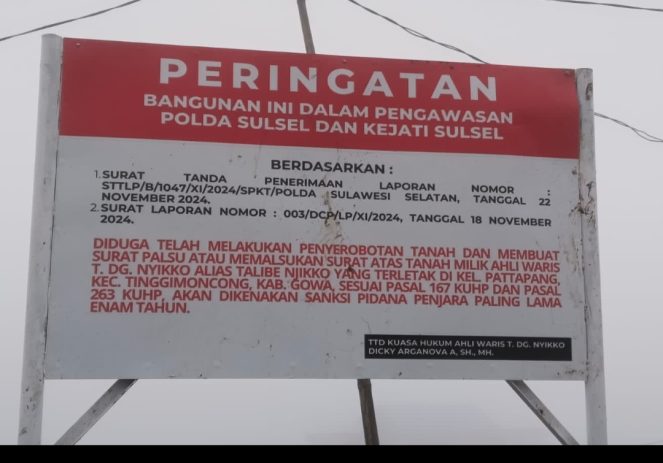 PERINGATAN
BANGUNAN INI DALAM PENGAWASAN
POLDA SULSEL DAN KEJATI SULSEL
BERDASARKAN :
1. SURAT TANDA PENERIMAAN LAPORAN NOMOR :
STTLP/B/1047/XI/2024/SPKT/POLDA SULAWESI SELATAN, TANGGAL 22
NOVEMBER 2024.
2. SURAT LAPORAN NOMOR : 003/DCP/LP/XI/2024, TANGGAL 18 NOVEMBER
2024.
DIDUGA TELAH MELAKUKAN PENYEROBOTAN TANAH DAN MEMBUAT
SURAT PALSU ATAU MEMALSUKAN SURAT ATAS TANAH MILIK AHLI WARIS
T. DG. NYIKKO ALIAS TALIBE NJIKKO YANG TERLETAK DI KEL. PATTAPANG,
KEC. TINGGIMONCONG, KAB. GOWA, SESUAI PASAL 167 KUHP DAN PASAL
263 KUHP, AKAN DIKENAKAN SANKSI PIDANA PENJARA PALING LAMA
ENAM TAHUN.
TTD KUASA HUKUM AHLI WARIS T. DG. NYIKKO
DICKY ARGANOVA A, SH., MH.